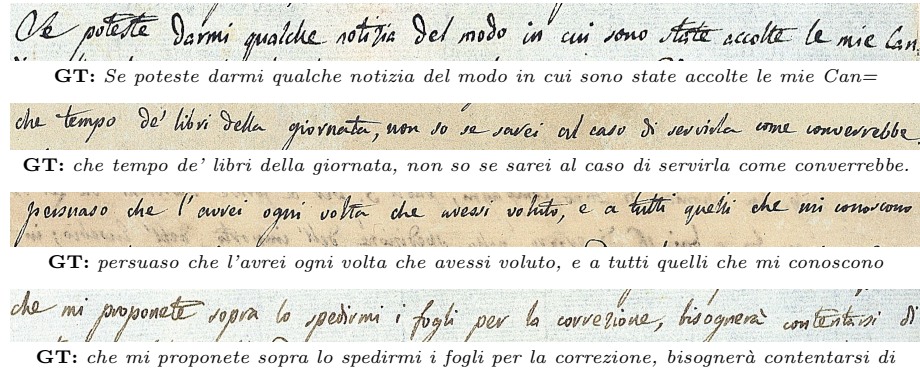 Se poteste darmi qualche notizia del modo in cui sono state accolte le mie Can=
GT: Se poteste darmi qualche notizia del modo in cui sono state accolte le mie Can=
che tempo de' libri della giornata, non so se sarei al caso di servirla come converrebbe.
GT: che tempo de' libri della giornata, non so se sarei al caso di servirla come converrebbe.
persuaso che l'avrei ogni volta che avessi voluto, e a tutti quelli che mi conoscono
GT: persuaso che l'avrei ogni volta che avessi voluto, e a tutti quelli che mi conoscono
che mi proponete sopra lo spedirmi i fogli per la correzione, bisognerà contentarsi di
GT: che mi proponete sopra lo spedirmi i fogli per la correzione, bisognerà contentarsi di